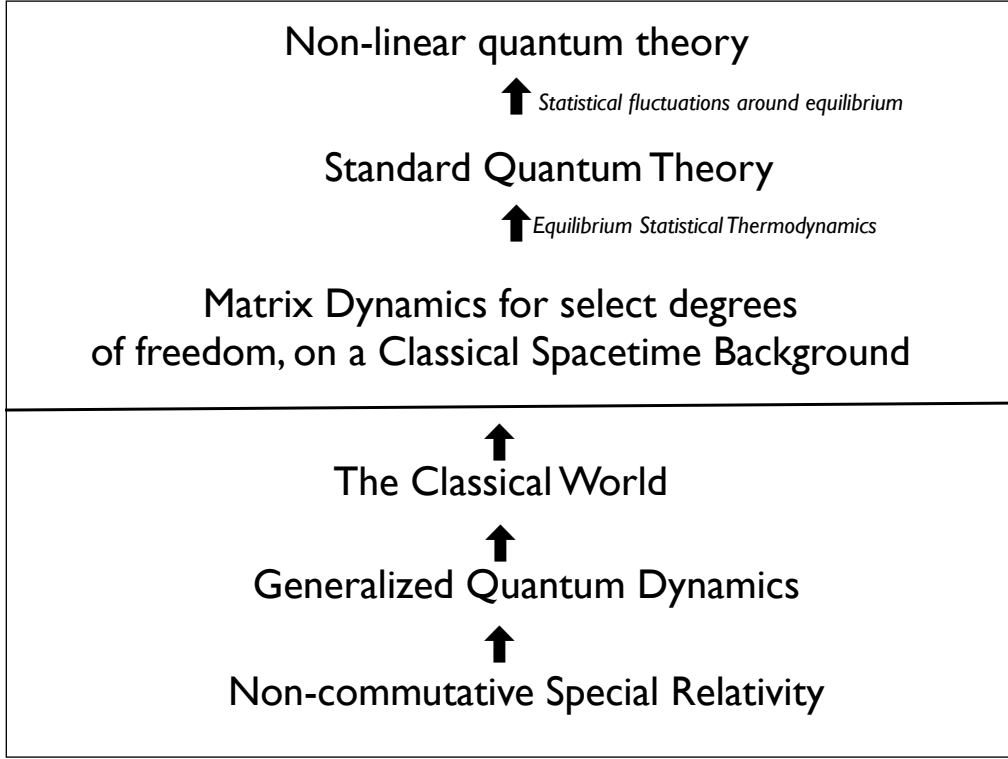 Non-linear quantum theory
Statistical fluctuations around equilibrium
Standard Quantum Theory
Equilibrium Statistical Thermodynamics
Matrix Dynamics for select degrees
of freedom, on a Classical Spacetime Background
The Classical World
Generalized Quantum Dynamics
Non-commutative Special Relativity